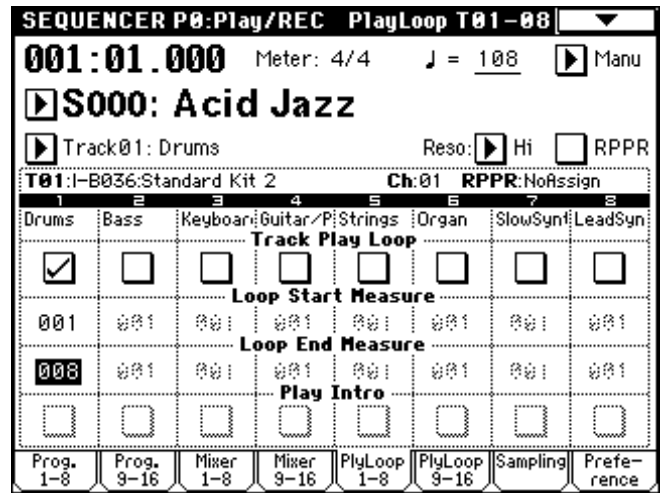 SEQUENCER P0:Play/REC PlayLoop T01-08
001:01.000 Meter: 4/4 ♩ = 108 Manu
S000: Acid Jazz
Track01: Drums Reso: Hi RPPR
T01:I-B036:Standard Kit 2 Ch:01 RPPR:NoAssign
1 2 3 4 5 6 7 8
Drums Bass Keyboar Guitar/P Strings Organ SlowSynt LeadSyn
Track Play Loop
Loop Start Measure
001 001 001 001 001 001 001 001
Loop End Measure
008 001 001 001 001 001 001 001
Play Intro
Prog. 1-8 Prog. 9-16 Mixer 1-8 Mixer 9-16 PlyLoop 1-8 PlyLoop 9-16 Sampling Prefe-rence